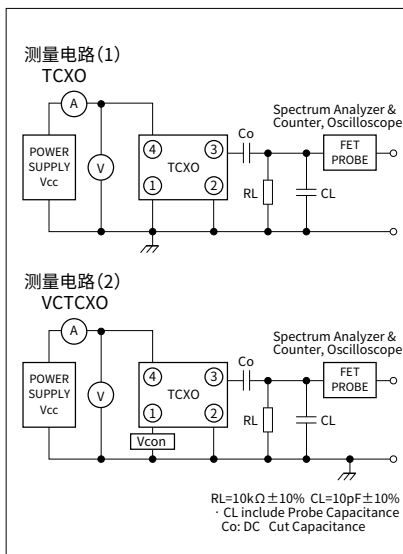 测量电路(1)
TCXO
A
POWER
SUPPLY
Vcc
V
④ ③
TCXO
① ②
Co
RL
CL
Spectrum Analyzer &
Counter, Oscilloscope
FET
PROBE
测量电路(2)
VCTCXO
A
POWER
SUPPLY
Vcc
V
④ ③
TCXO
① ②
Vcon
Co
RL
CL
Spectrum Analyzer &
Counter, Oscilloscope
FET
PROBE
RL=10kΩ±10% CL=10pF±10%
· CL include Probe Capacitance
Co: DC Cut Capacitance